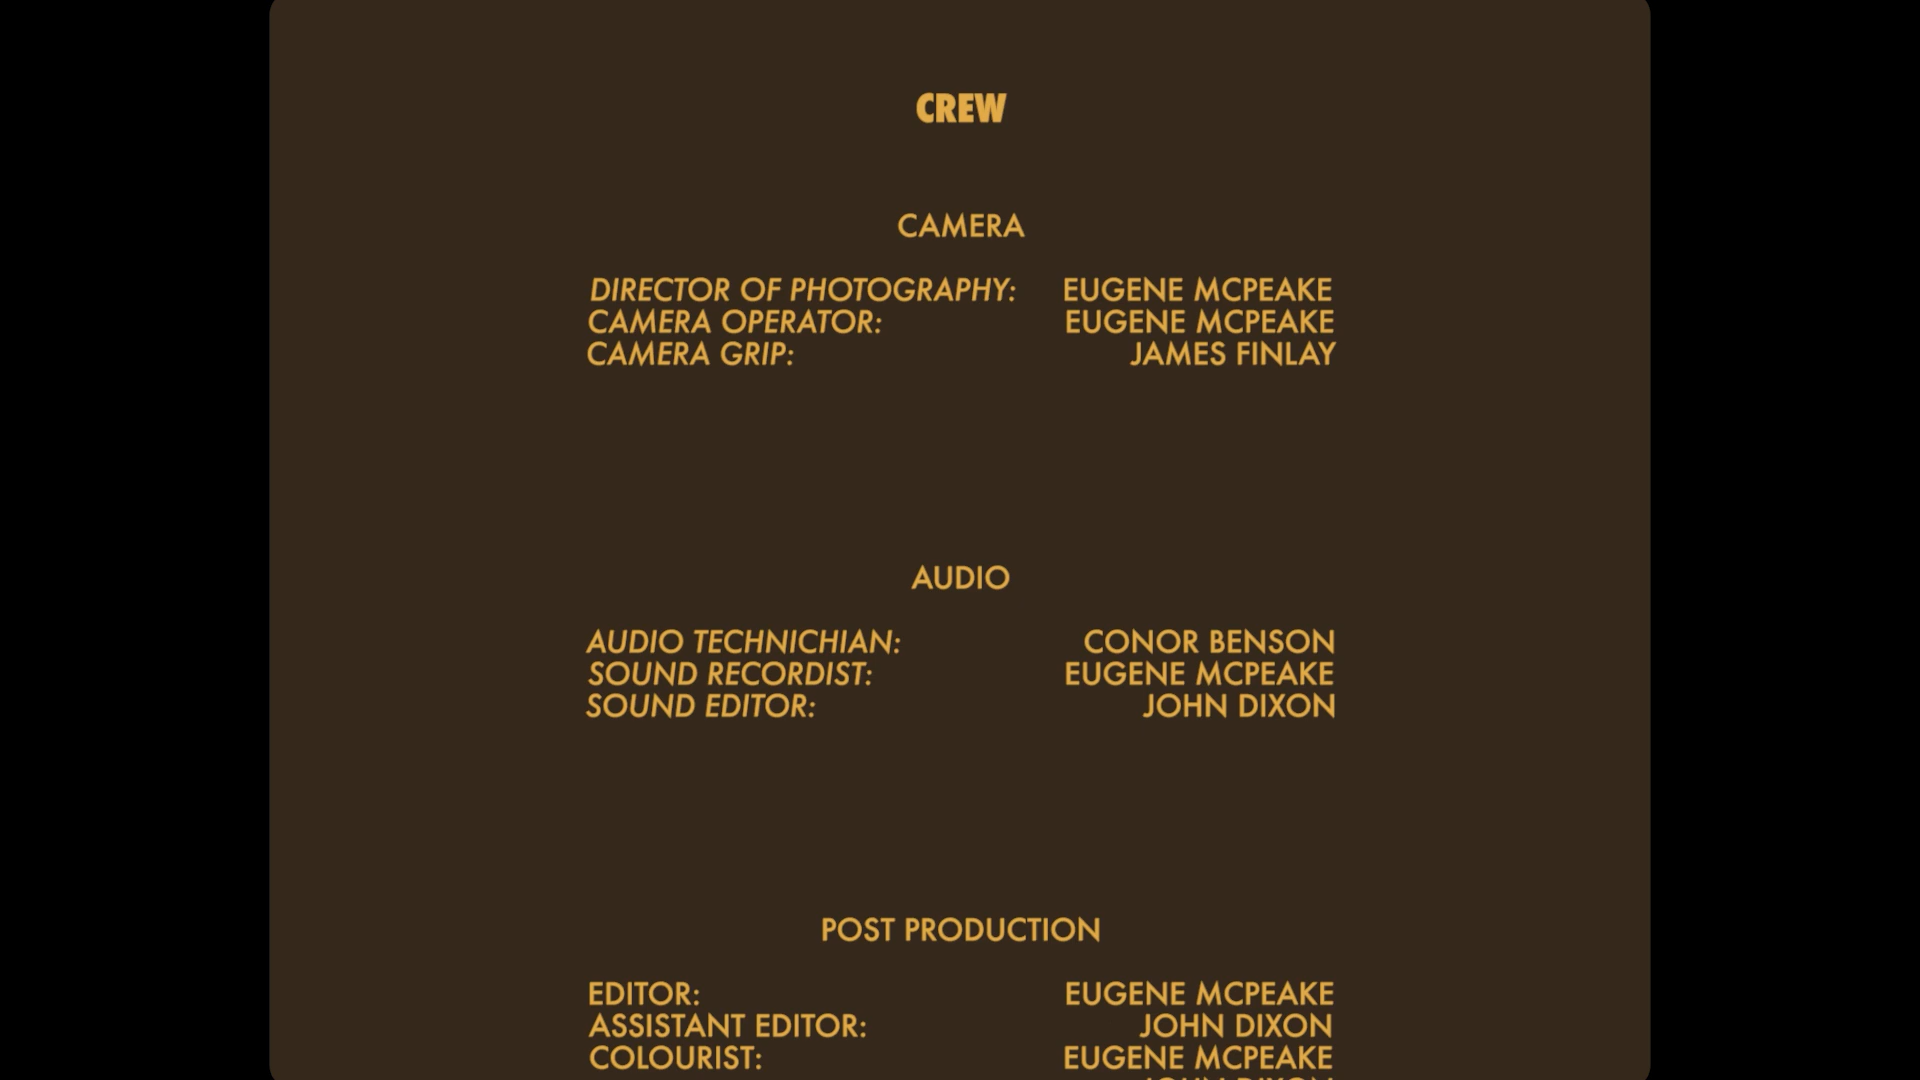 CREW
CAMERA
DIRECTOR OF PHOTOGRAPHY: EUGENE MCPEAKE
CAMERA OPERATOR: EUGENE MCPEAKE
CAMERA GRIP: JAMES FINLAY
AUDIO
AUDIO TECHNICHIAN: CONOR BENSON
SOUND RECORDIST: EUGENE MCPEAKE
SOUND EDITOR: JOHN DIXON
POST PRODUCTION
EDITOR: EUGENE MCPEAKE
ASSISTANT EDITOR: JOHN DIXON
COLOURIST: EUGENE MCPEAKE